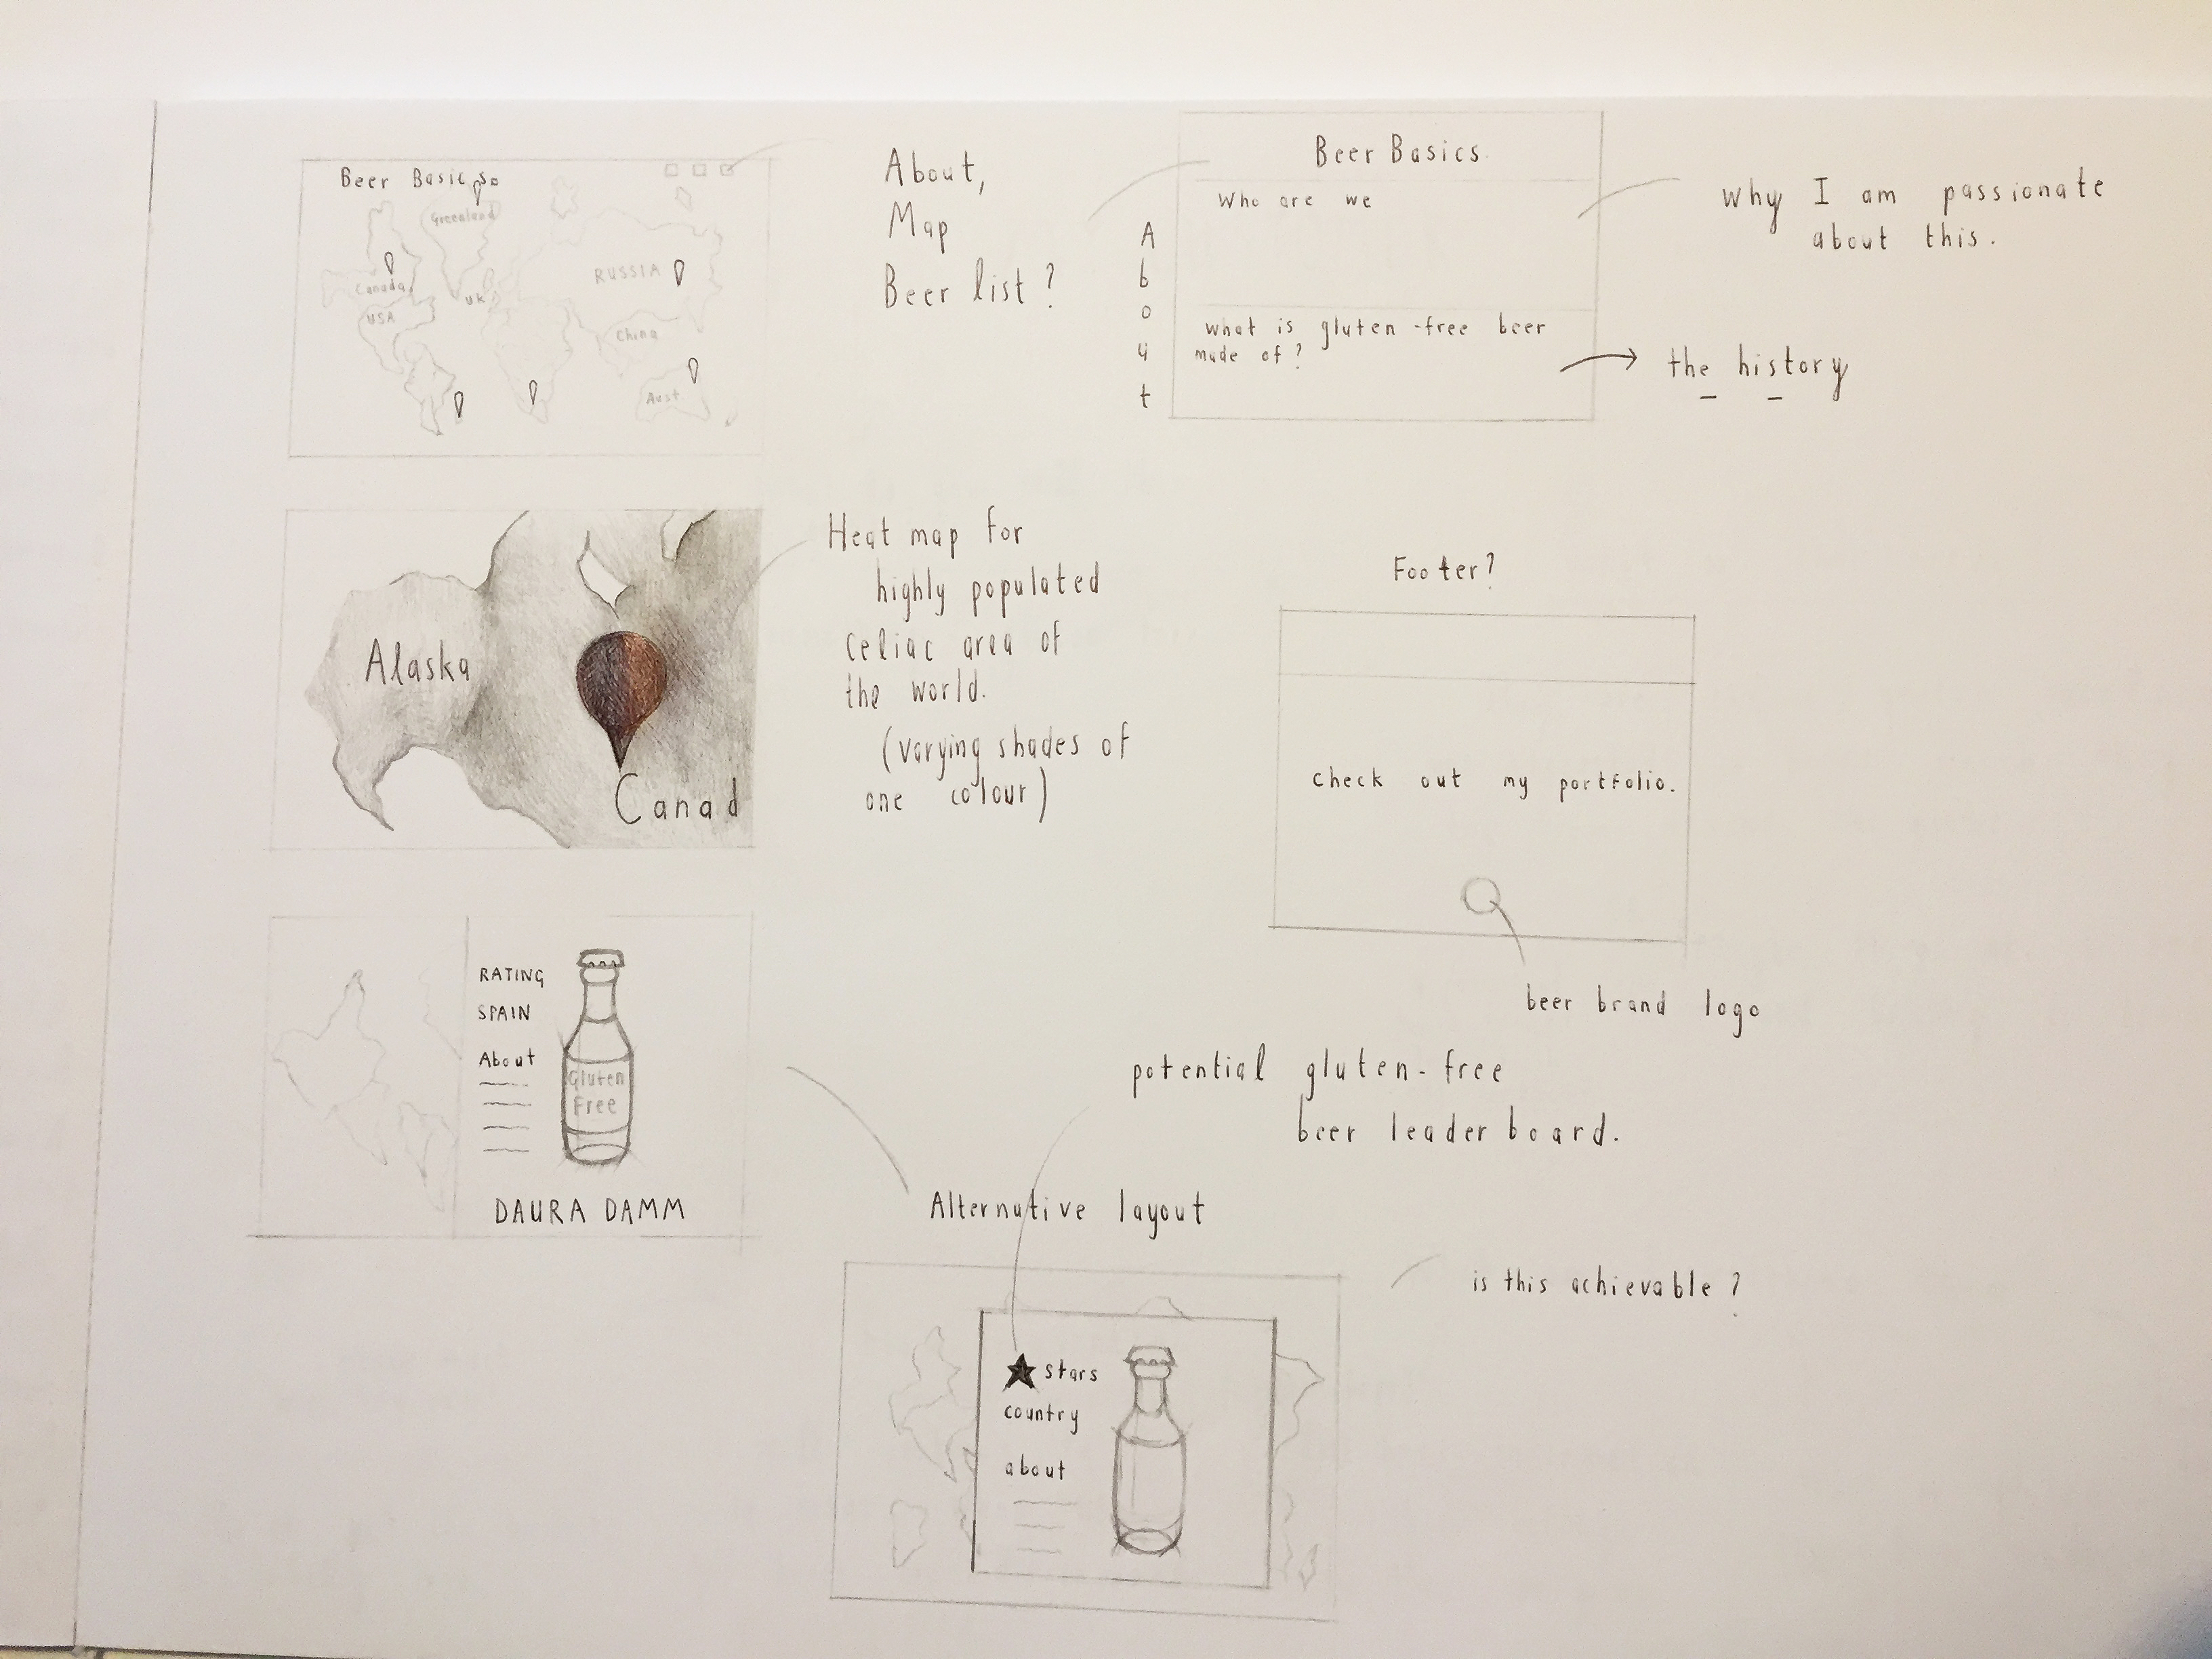 Beer Basics
Greenland
Canada
USA
UK
RUSSIA
China
Aust.
About,
Map
Beer list?
About
Beer Basics.
Who are we
what is gluten-free beer
made of?
why I am passionate
about this.
the history
Alaska
Canad
Heat map for
highly populated
celiac area of
the world.
(varying shades of
one colour)
Footer?
check out my portfolio.
beer brand logo
RATING
SPAIN
About
Gluten
Free
DAURA DAMM
potential gluten-free
beer leader board.
Alternative layout
is this achievable?
stars
country
about